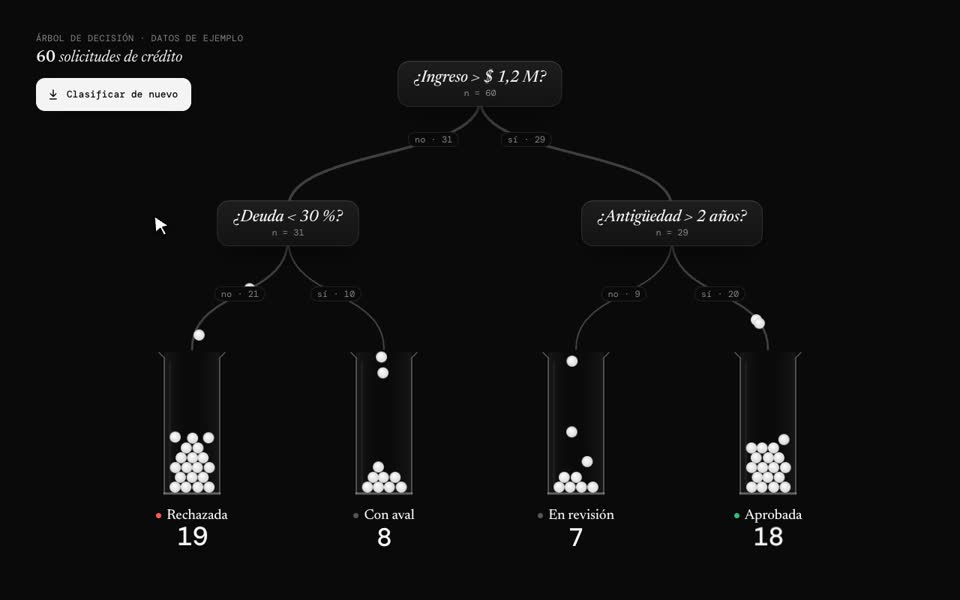 ÁRBOL DE DECISIÓN · DATOS DE EJEMPLO
60 solicitudes de crédito
Clasificar de nuevo
¿Ingreso > $ 1,2 M?
n = 60
no · 31
sí · 29
¿Deuda < 30 %?
n = 31
¿Antigüedad > 2 años?
n = 29
no · 21
sí · 10
no · 9
sí · 20
Rechazada
19
Con aval
8
En revisión
7
Aprobada
18